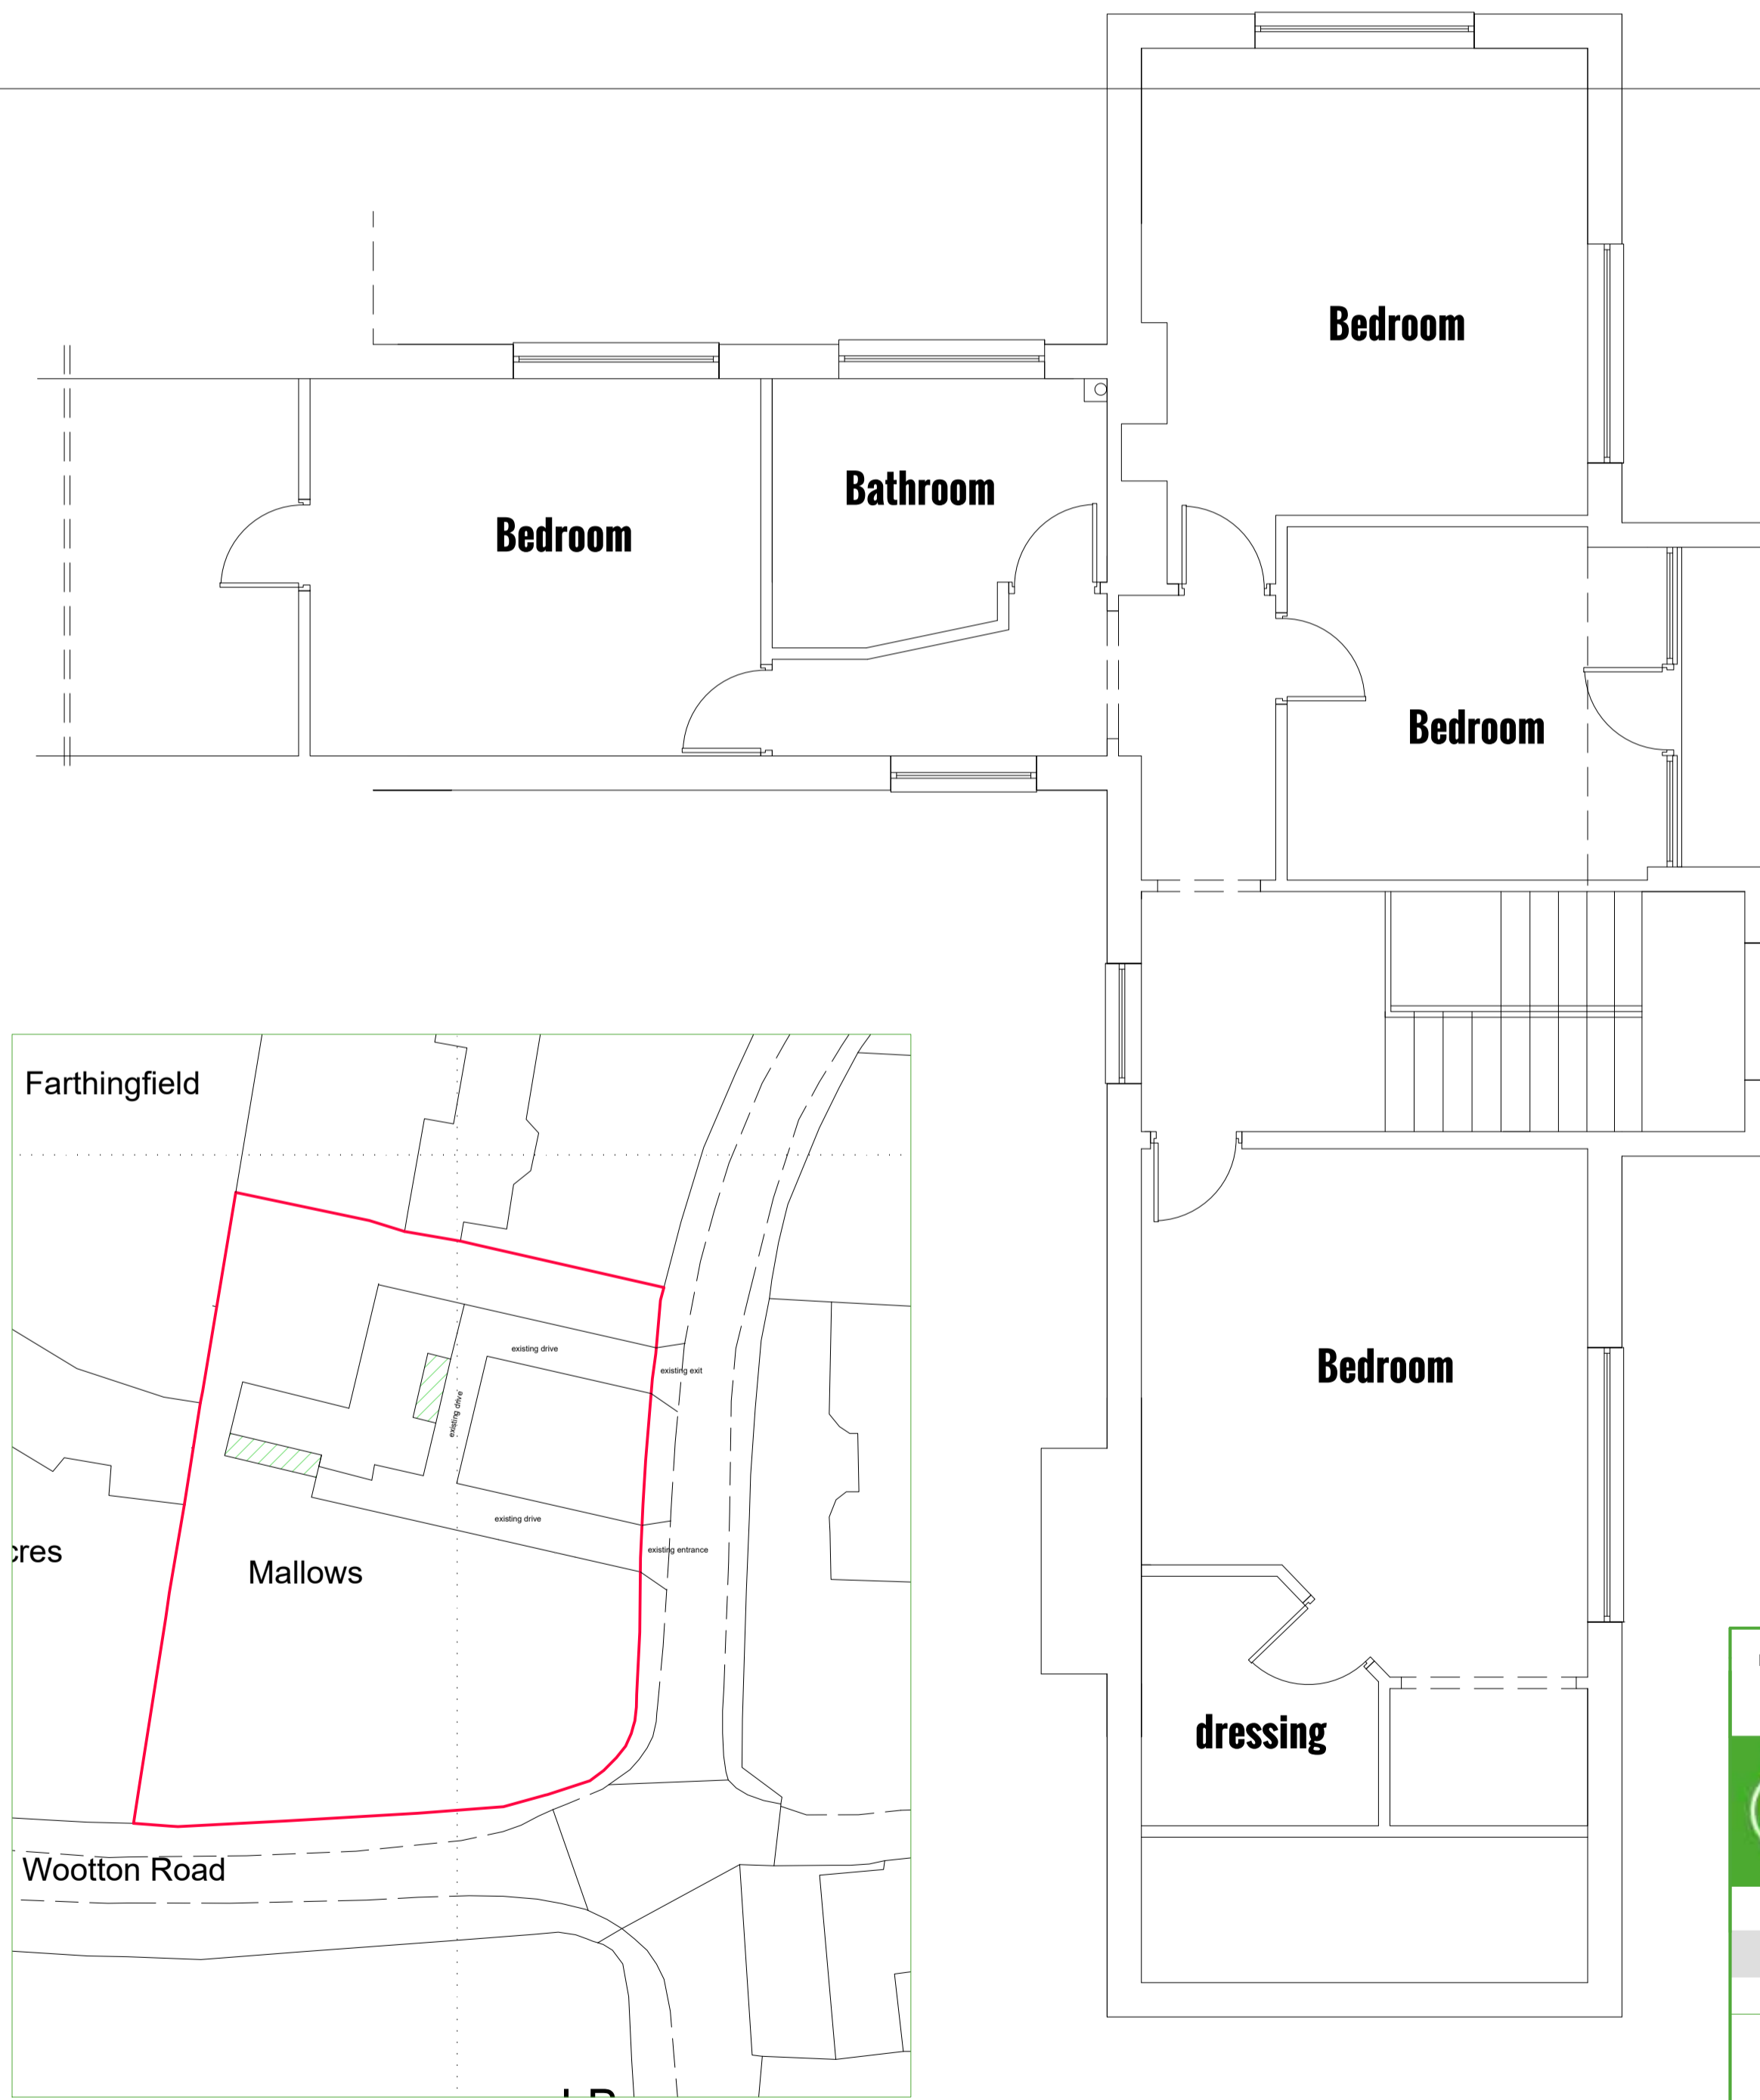 Bedroom
Bathroom
Bedroom
Bedroom
Farthingfield
existing drive
existing exit
Bedroom
existing drive
existing drive
existing entrance
cres
Mallows
dressing
Wootton Road